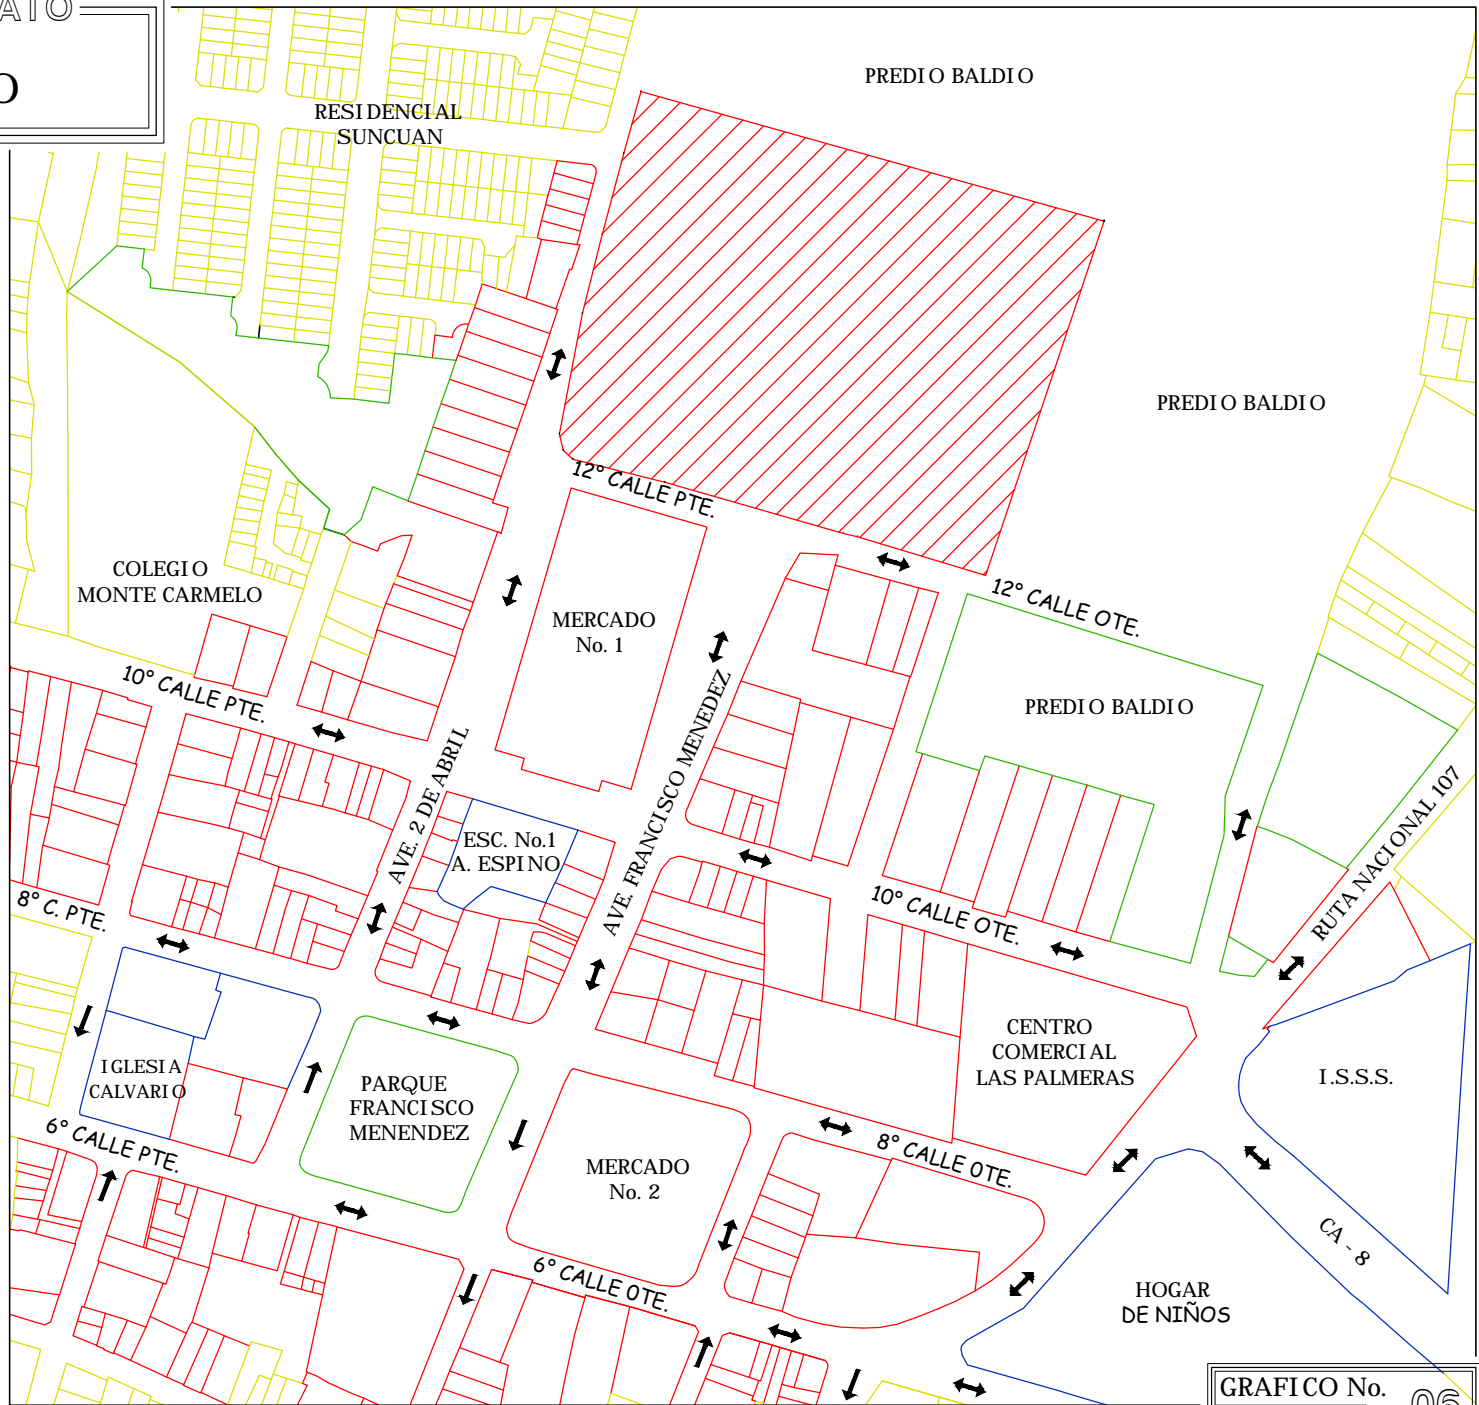 O
PREDIO BALDIO
RESIDENCIAL
SUNCUAN
PREDIO BALDIO
12° CALLE PTE.
COLEGIO
MONTE CARMELO
MERCADO
No. 1
12° CALLE OTE.
10° CALLE PTE.
PREDIO BALDIO
AVE. 2 DE ABRIL
AVE. FRANCISCO MENEDEZ
RUTA NACIONAL 107
ESC. No.1
A. ESPINO
8° C. PTE.
10° CALLE OTE.
CENTRO
COMERCIAL
LAS PALMERAS
I.S.S.S.
IGLESIA
CALVARIO
PARQUE
FRANCISCO
MENENDEZ
6° CALLE PTE.
MERCADO
No. 2
8° CALLE OTE.
CA - 8
6° CALLE OTE.
HOGAR
DE NIÑOS
GRAFICO No. 06